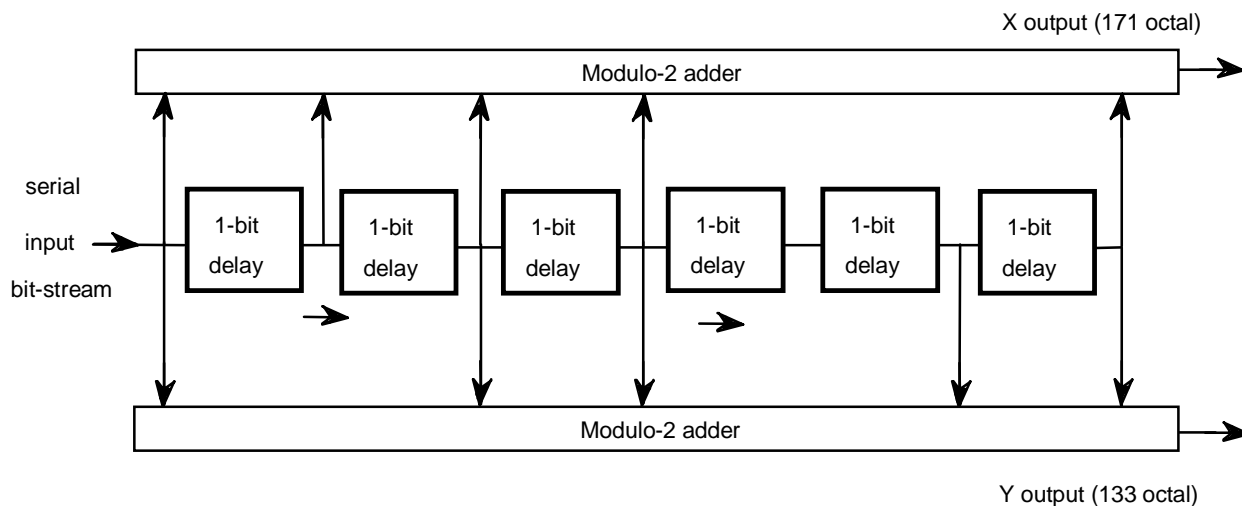 X output (171 octal)
Modulo-2 adder
serial
input
bit-stream
1-bit
delay
1-bit
delay
1-bit
delay
1-bit
delay
1-bit
delay
1-bit
delay
Modulo-2 adder
Y output (133 octal)